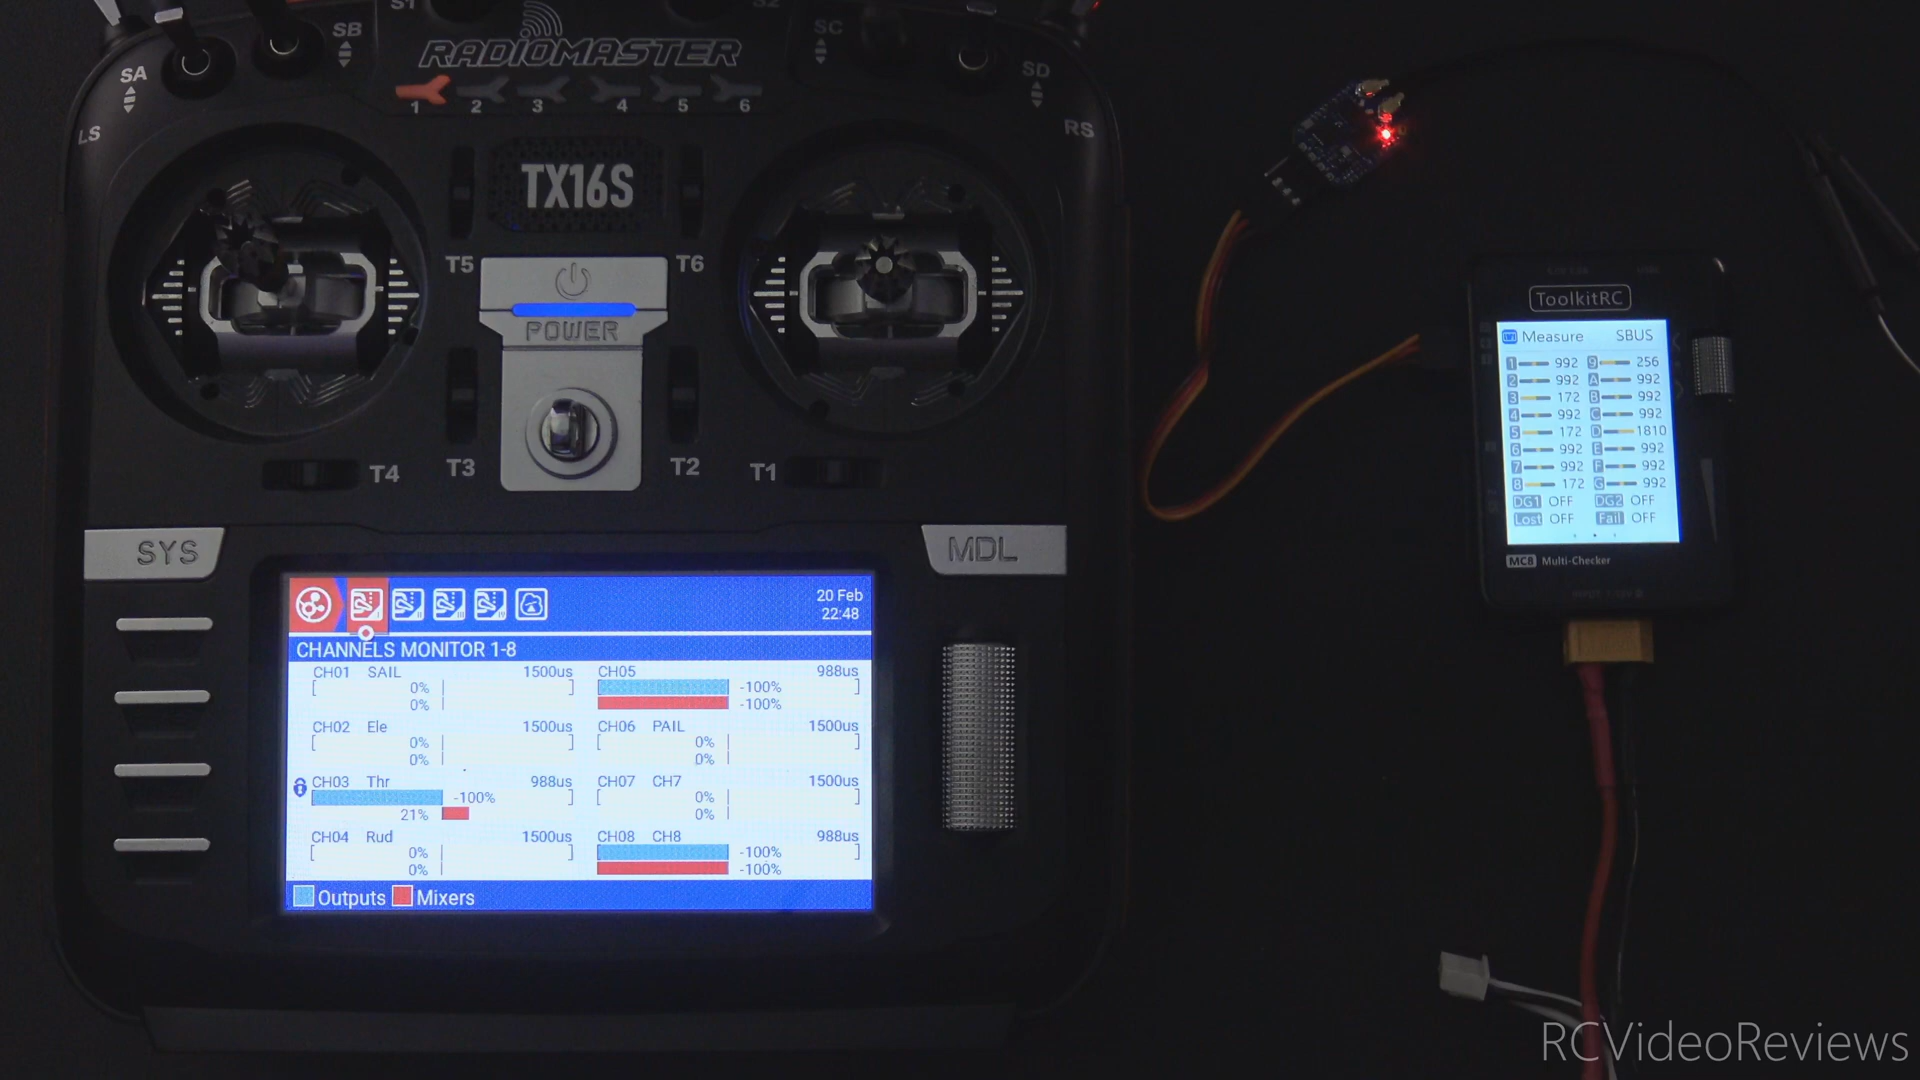 S1
S2
SB
SC
RADIOMASTER
SA
SD
1 2 3 4 5 6
LS
RS
TX16S
T5
T6
POWER
T4
T3
T2
T1
SYS
MDL
20 Feb
22:48
CHANNELS MONITOR 1-8
CH01 SAIL 1500us
0%
0%
CH02 Ele 1500us
0%
0%
CH03 Thr 988us
-100%
21%
CH04 Rud 1500us
0%
0%
CH05 988us
-100%
-100%
CH06 PAIL 1500us
0%
0%
CH07 CH7 1500us
0%
0%
CH08 CH8 988us
-100%
-100%
Outputs Mixers
ToolkitRC
Measure SBUS
1 992 9 256
2 992 A 992
3 172 B 992
4 992 C 992
5 172 D 1810
6 992 E 992
7 992 F 992
8 172 G 992
DG1 OFF DG2 OFF
Lost OFF Fail OFF
MC8 Multi-Checker
RCVideoReviews